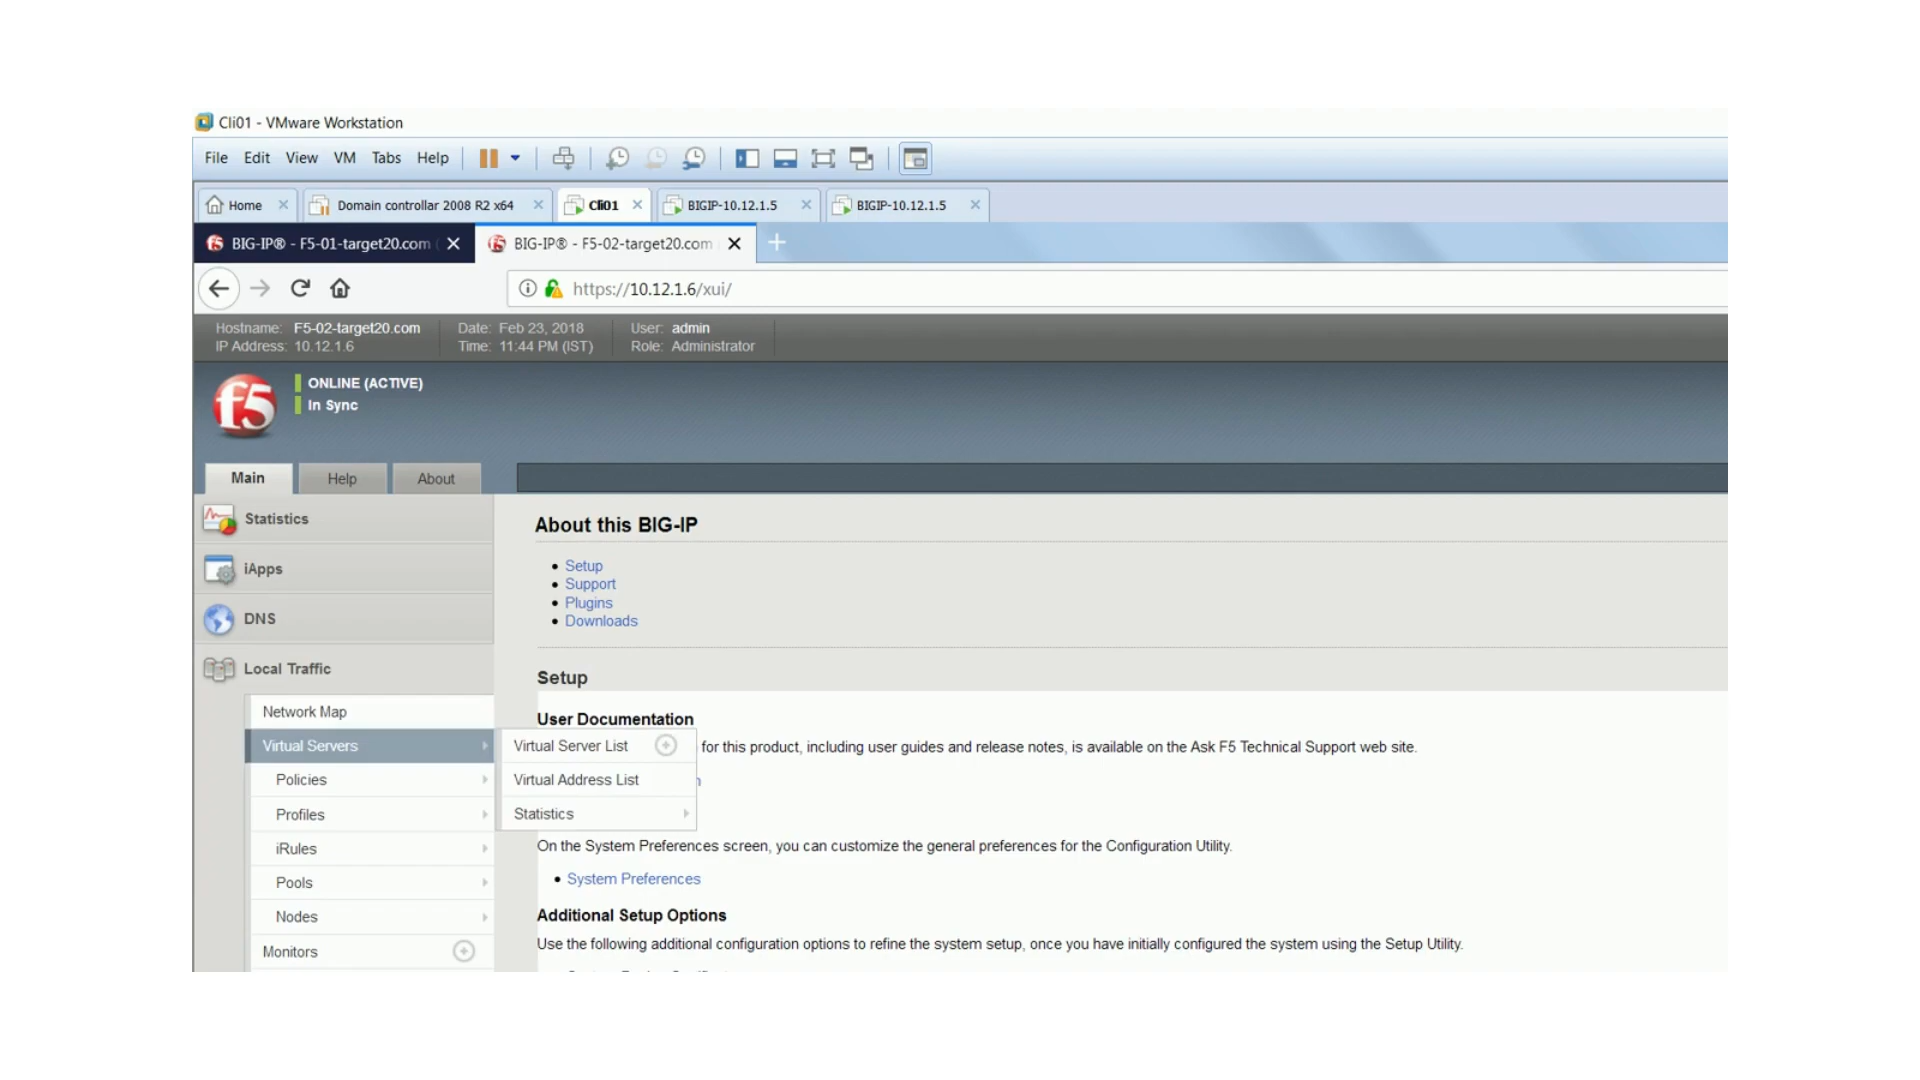 Cli01 - VMware Workstation
File Edit View VM Tabs Help
Home Domain controllar 2008 R2 x64 Cli01 BIGIP-10.12.1.5 BIGIP-10.12.1.5
BIG-IP® - F5-01-target20.com ( BIG-IP® - F5-02-target20.com
https://10.12.1.6/xui/
Hostname: F5-02-target20.com Date: Feb 23, 2018 User: admin
IP Address: 10.12.1.6 Time: 11:44 PM (IST) Role: Administrator
f5
ONLINE (ACTIVE)
In Sync
Main Help About
Statistics
iApps
DNS
Local Traffic
Network Map
Virtual Servers
Policies
Profiles
iRules
Pools
Nodes
Monitors
Virtual Server List
Virtual Address List
Statistics
About this BIG-IP
Setup
Support
Plugins
Downloads
Setup
User Documentation
for this product, including user guides and release notes, is available on the Ask F5 Technical Support web site.
On the System Preferences screen, you can customize the general preferences for the Configuration Utility.
System Preferences
Additional Setup Options
Use the following additional configuration options to refine the system setup, once you have initially configured the system using the Setup Utility.